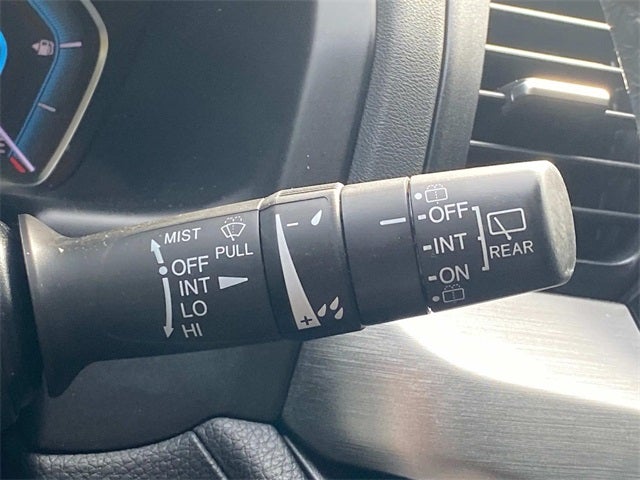 MIST
PULL
OFF
INT
LO
HI
-
+
OFF
INT
ON
REAR